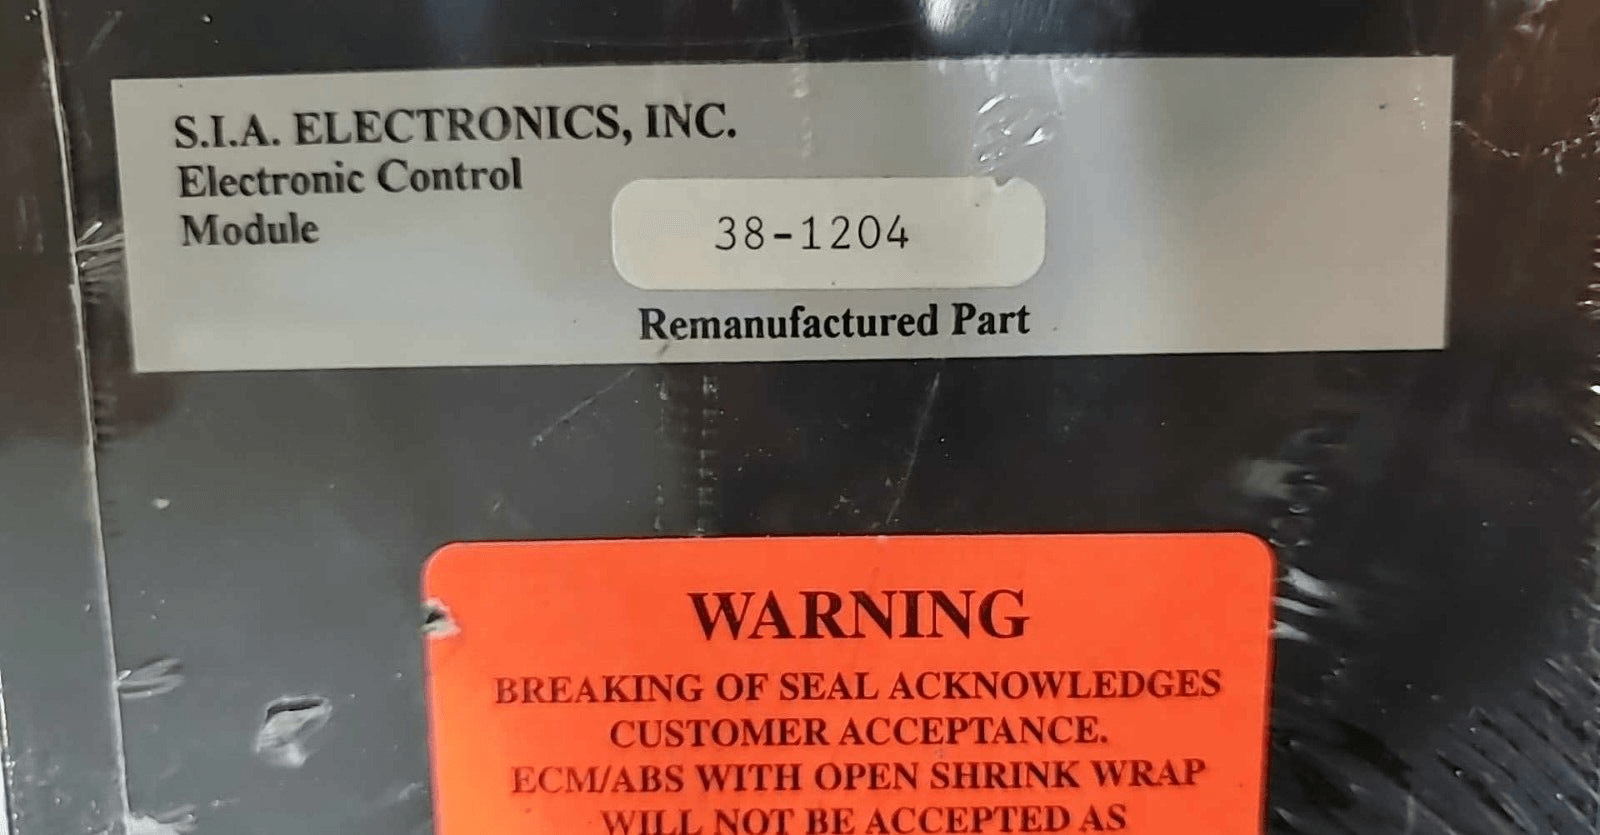 S.I.A. ELECTRONICS, INC.
Electronic Control
Module
38-1204
Remanufactured Part
WARNING
BREAKING OF SEAL ACKNOWLEDGES
CUSTOMER ACCEPTANCE.
ECM/ABS WITH OPEN SHRINK WRAP
WILL NOT BE ACCEPTED AS